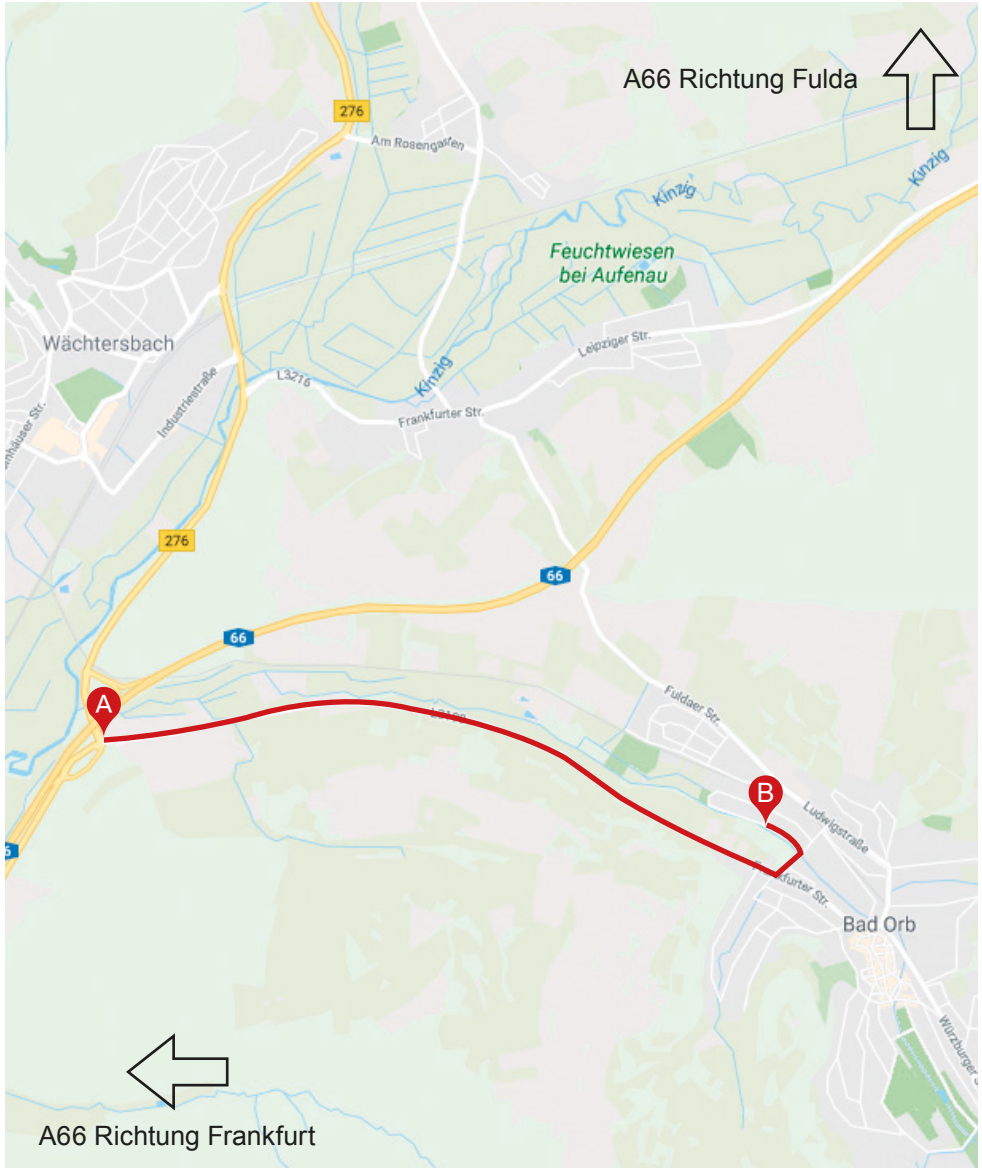 A66 Richtung Fulda
276
Am Rosengarten
Kinzig
Kinzig
Feuchtwiesen
bei Aufenau
Wächtersbach
Leipziger Str.
L3216
Kinzig
Industriestraße
Frankfurter Str.
276
66
66
A
Fuldaer Str.
B
Ludwigstraße
Frankfurter Str.
Bad Orb
Würzburger
A66 Richtung Frankfurt